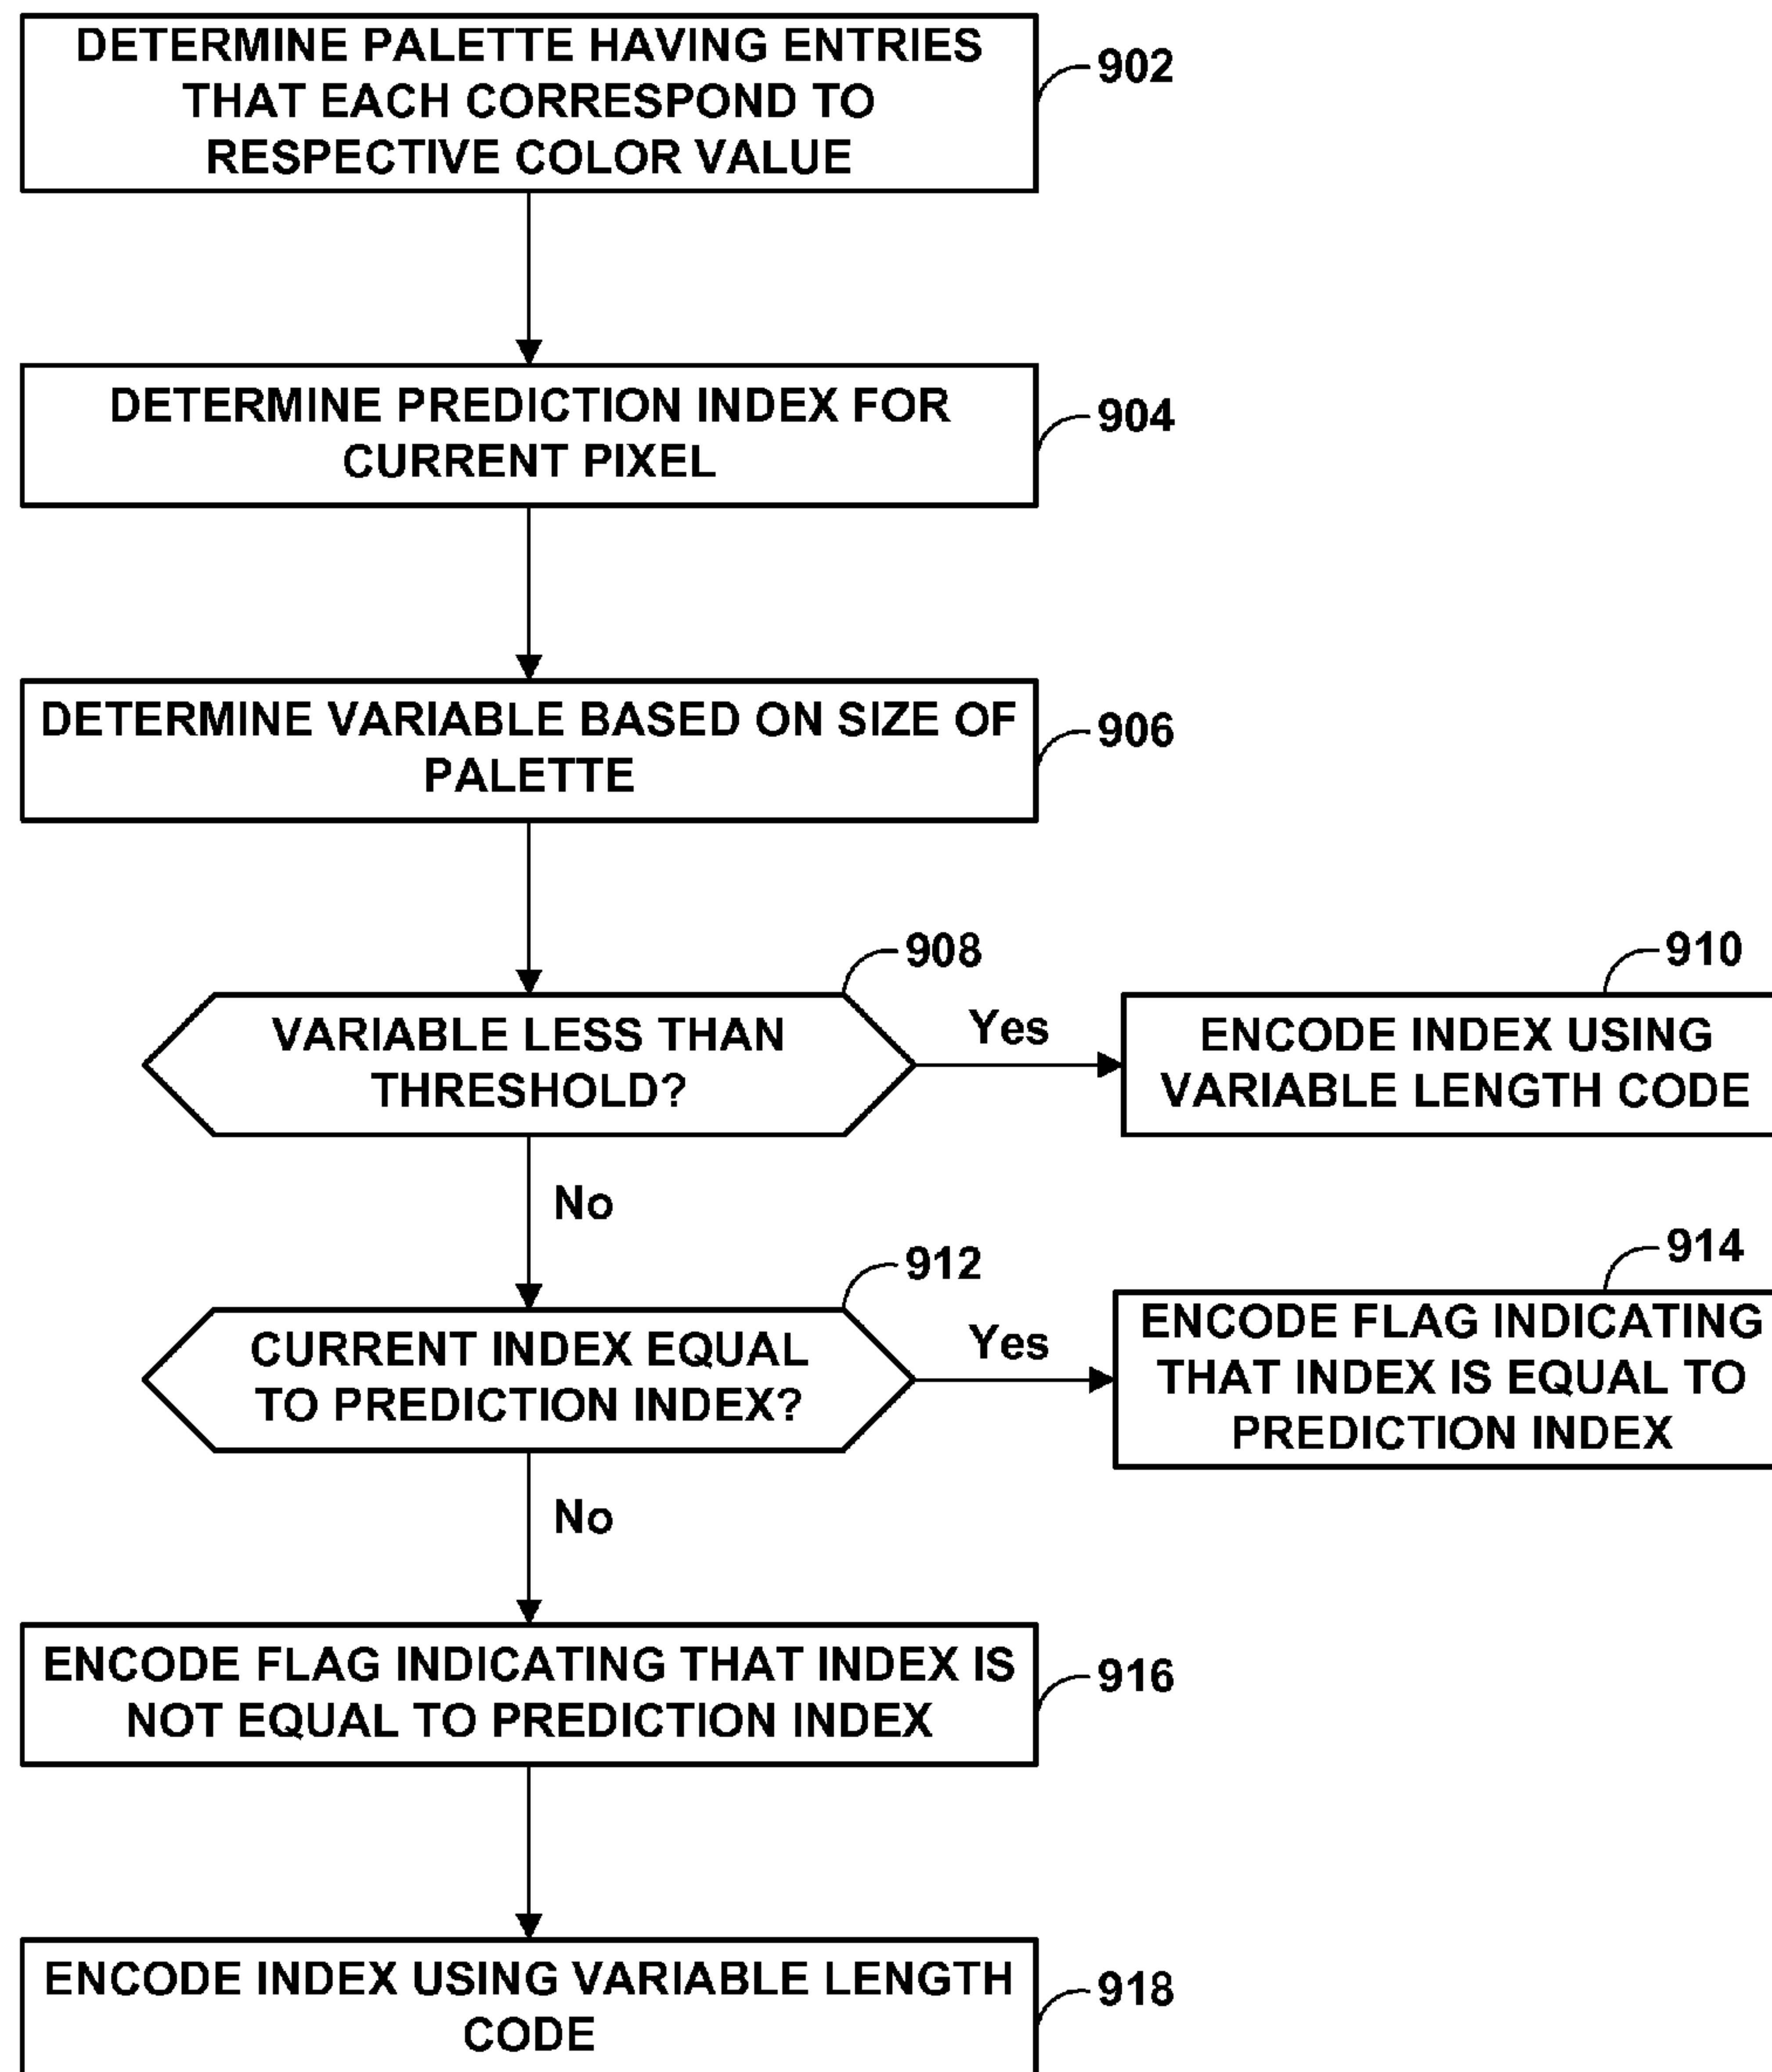 DETERMINE PALETTE HAVING ENTRIES
THAT EACH CORRESPOND TO
RESPECTIVE COLOR VALUE
902
DETERMINE PREDICTION INDEX FOR
CURRENT PIXEL
904
DETERMINE VARIABLE BASED ON SIZE OF
PALETTE
906
908
VARIABLE LESS THAN
THRESHOLD?
Yes
910
ENCODE INDEX USING
VARIABLE LENGTH CODE
No
912
CURRENT INDEX EQUAL
TO PREDICTION INDEX?
Yes
914
ENCODE FLAG INDICATING
THAT INDEX IS EQUAL TO
PREDICTION INDEX
No
ENCODE FLAG INDICATING THAT INDEX IS
NOT EQUAL TO PREDICTION INDEX
916
ENCODE INDEX USING VARIABLE LENGTH
CODE
918